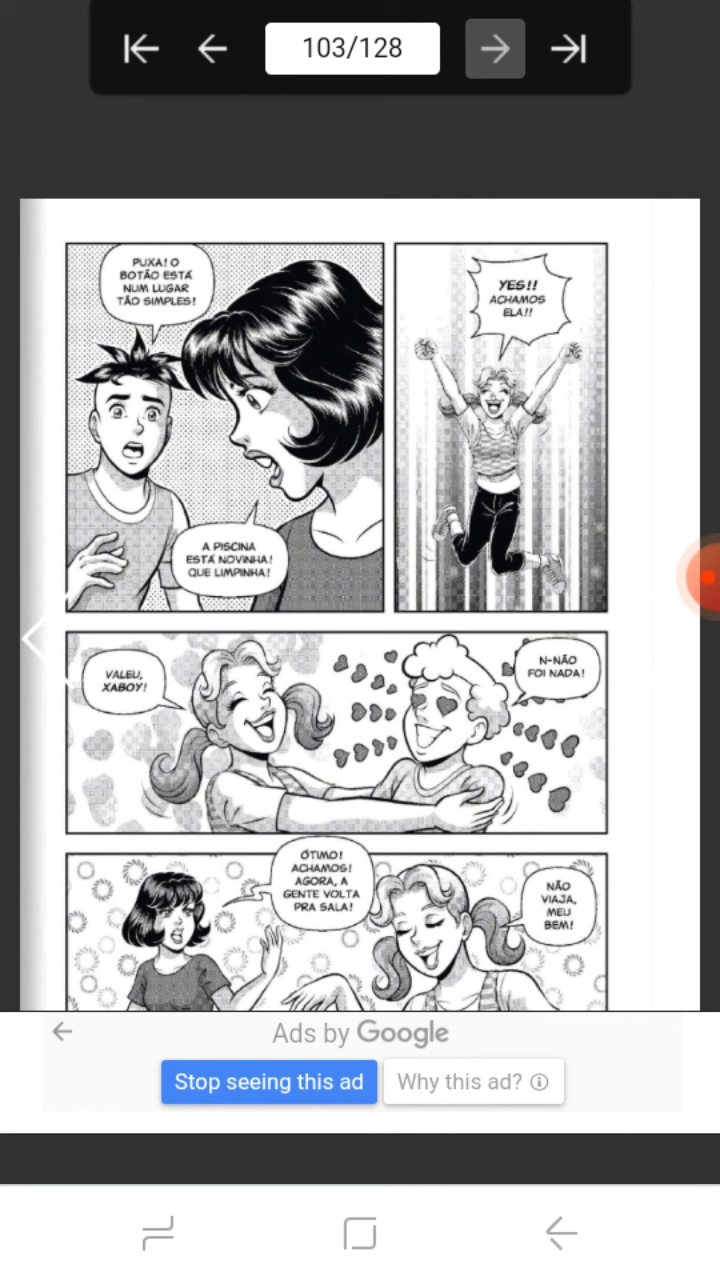 103/128
PUXA! O
BOTÃO ESTÁ
NUM LUGAR
TÃO SIMPLES!
A PISCINA
ESTÁ NOVINHA!
QUE LIMPINHA!
YES!!
ACHAMOS
ELA!!
VALEU,
XABOY!
N-NÃO
FOI NADA!
ÓTIMO!
ACHAMOS!
AGORA, A
GENTE VOLTA
PRA SALA!
NÃO
VIAJA,
MEU
BEM!
Ads by Google
Stop seeing this ad
Why this ad?